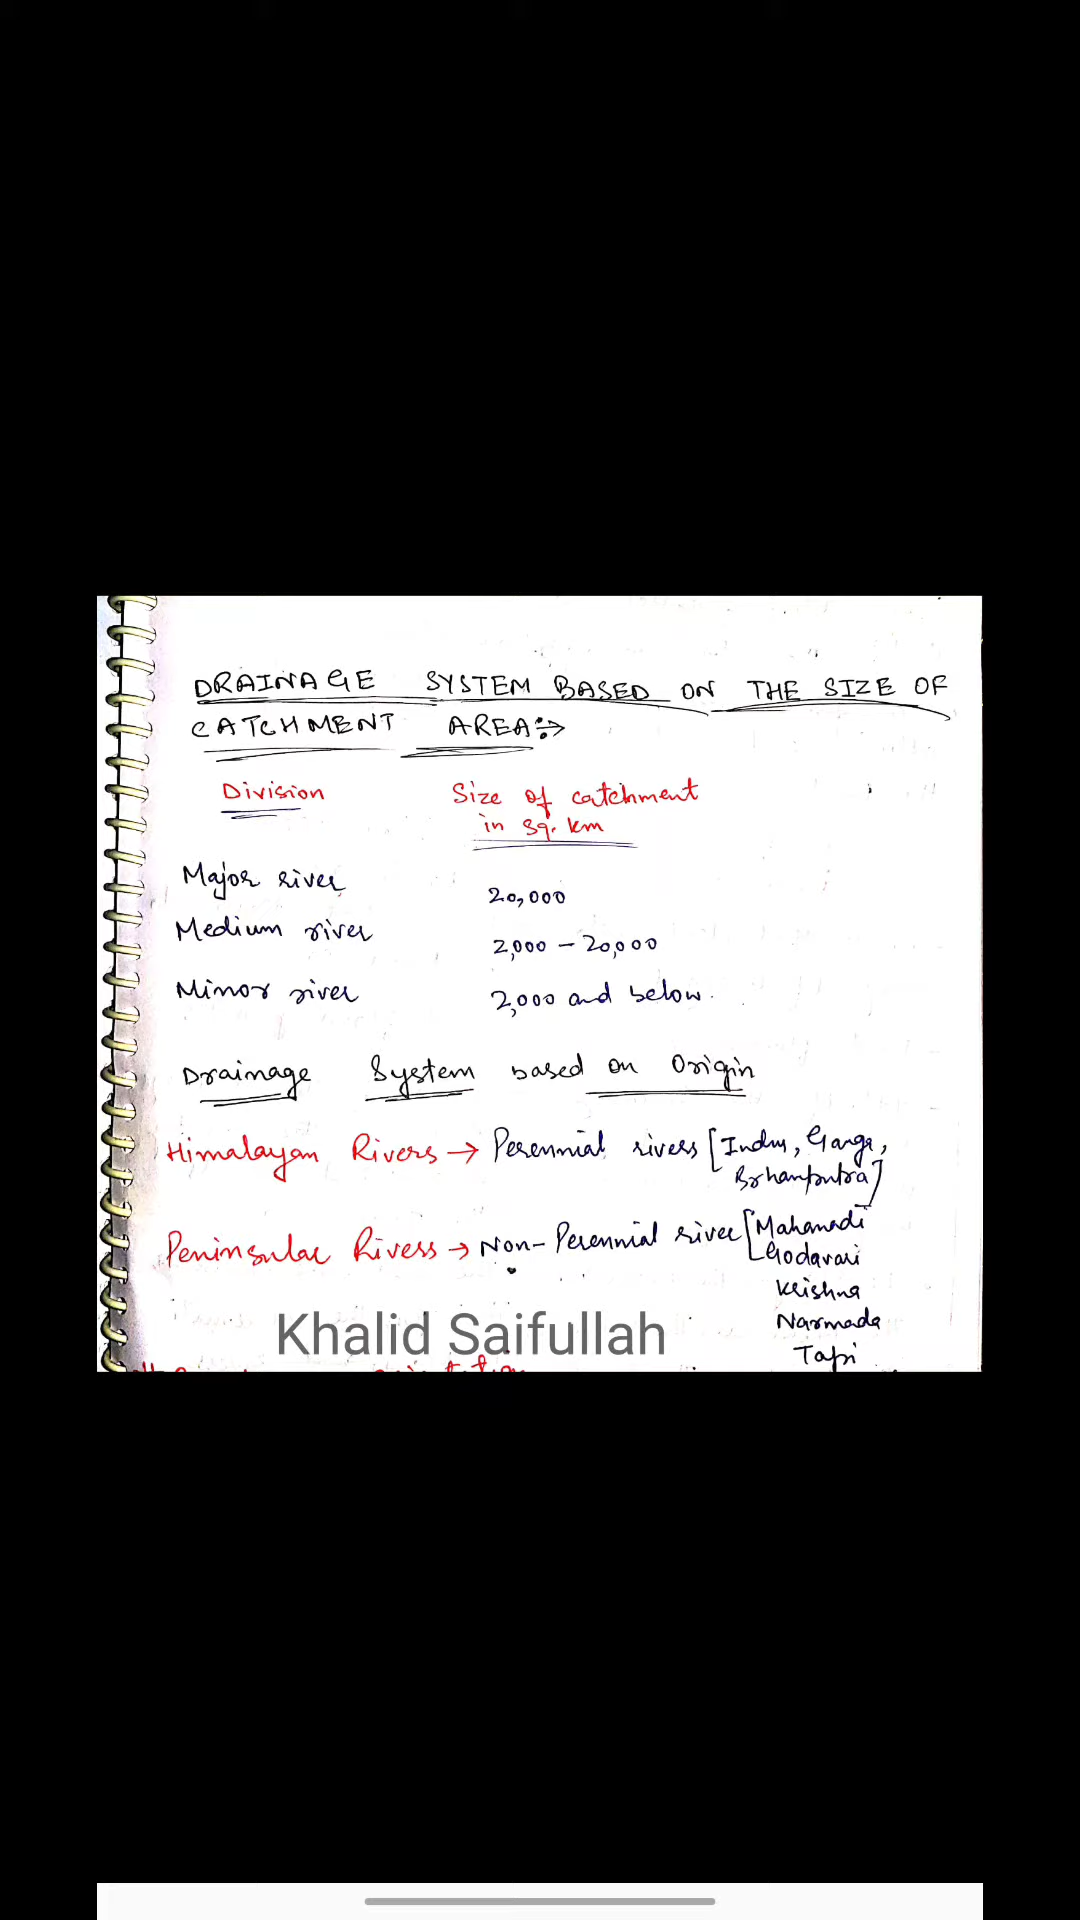 DRAINAGE SYSTEM BASED ON THE SIZE OF
CATCHMENT AREA:→
Division Size of catchment
in sq. km
Major river 20,000
Medium river 2,000 – 20,000
Minor river 2,000 and below.
Drainage System based on Origin
Himalayan Rivers → Perennial rivers [Indus, Ganga,
Brhamputra]
Peninsular Rivers → Non-Perennial river [Mahanadi
Godavari
Krishna
Narmada
Tapi
Khalid Saifullah